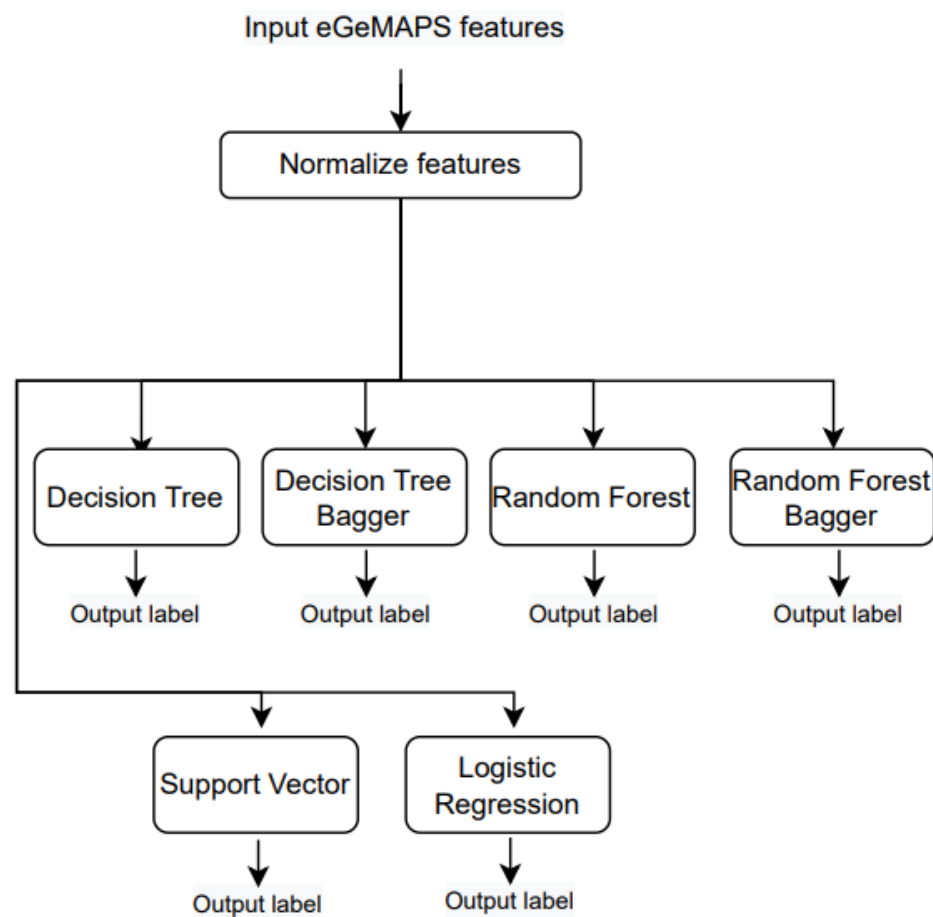 Input eGeMAPS features
Normalize features
Decision Tree
Decision Tree
Bagger
Random Forest
Random Forest
Bagger
Output label
Output label
Output label
Output label
Support Vector
Logistic
Regression
Output label
Output label